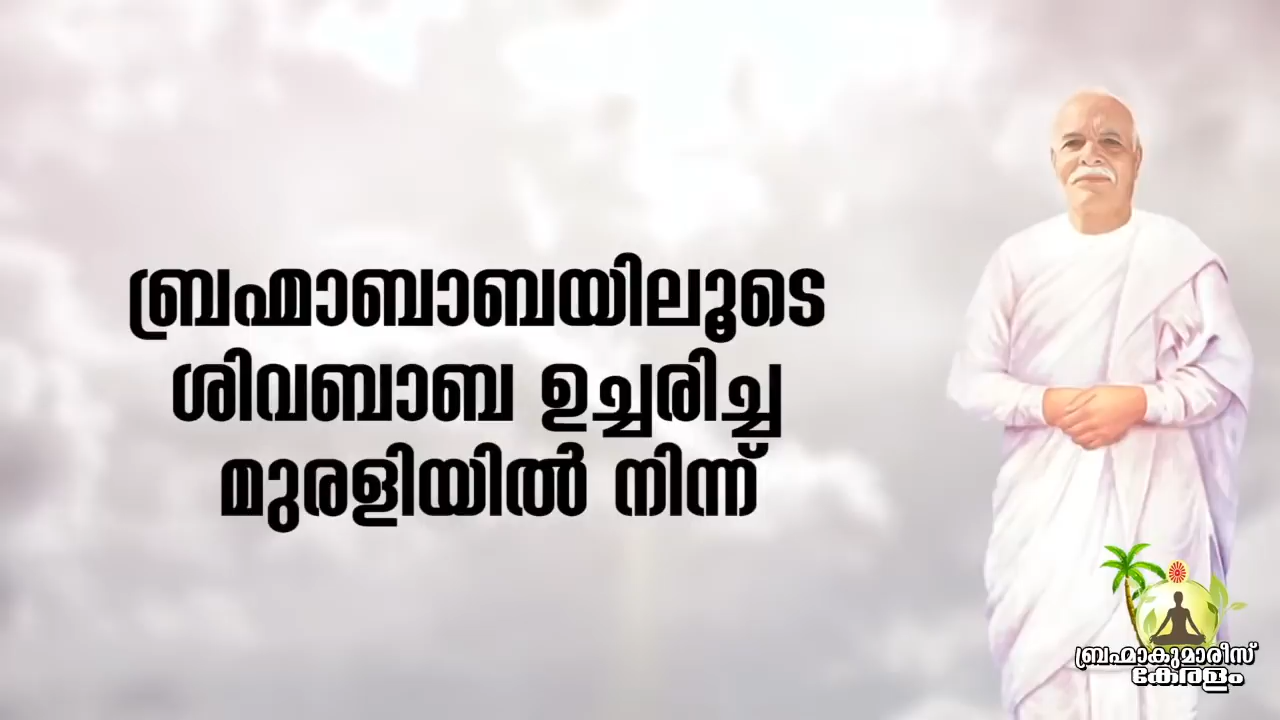 ബ്രഹ്മാബാബയിലൂടെ
ശിവബാബ ഉച്ചരിച്ച
മുരളിയിൽ നിന്ന്
ബ്രഹ്മാകുമാരീസ്
കേരളം